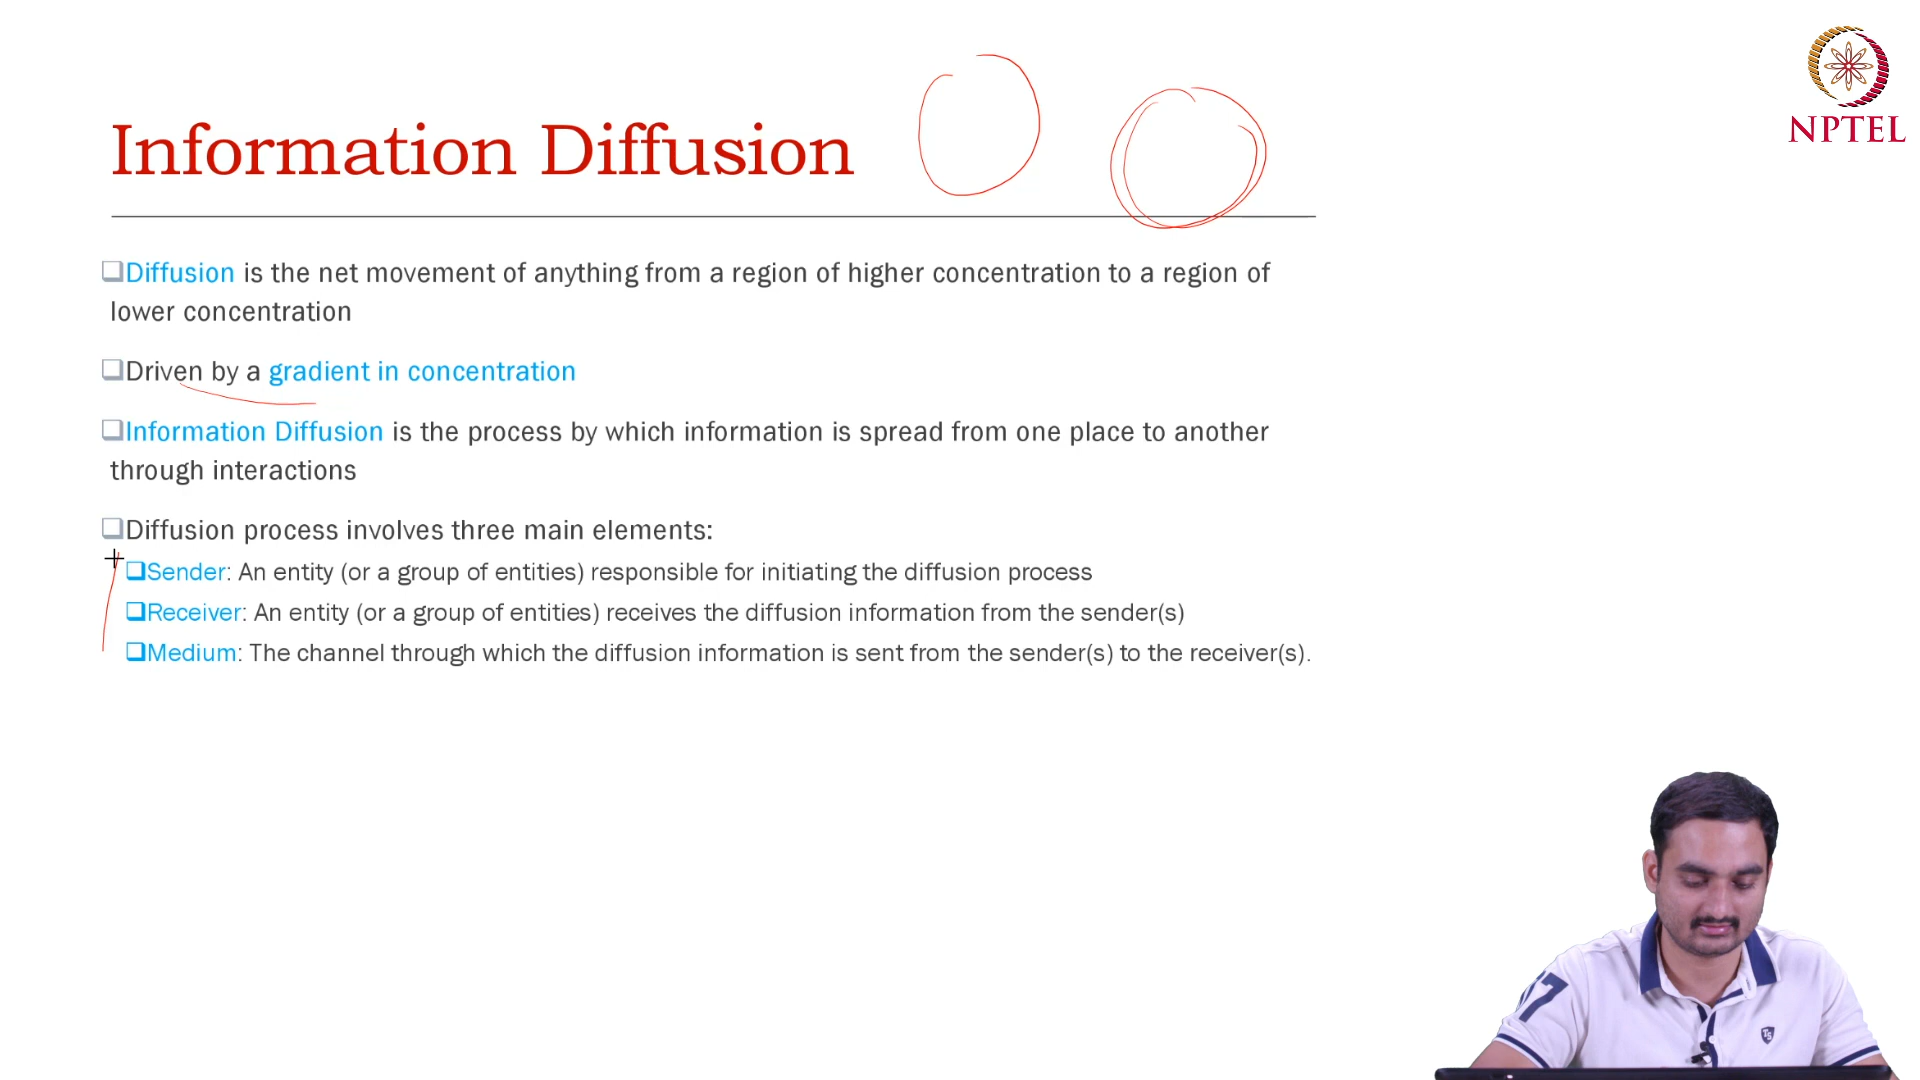 NPTEL
Information Diffusion
Diffusion is the net movement of anything from a region of higher concentration to a region of
lower concentration
Driven by a gradient in concentration
Information Diffusion is the process by which information is spread from one place to another
through interactions
Diffusion process involves three main elements:
Sender: An entity (or a group of entities) responsible for initiating the diffusion process
Receiver: An entity (or a group of entities) receives the diffusion information from the sender(s)
Medium: The channel through which the diffusion information is sent from the sender(s) to the receiver(s).